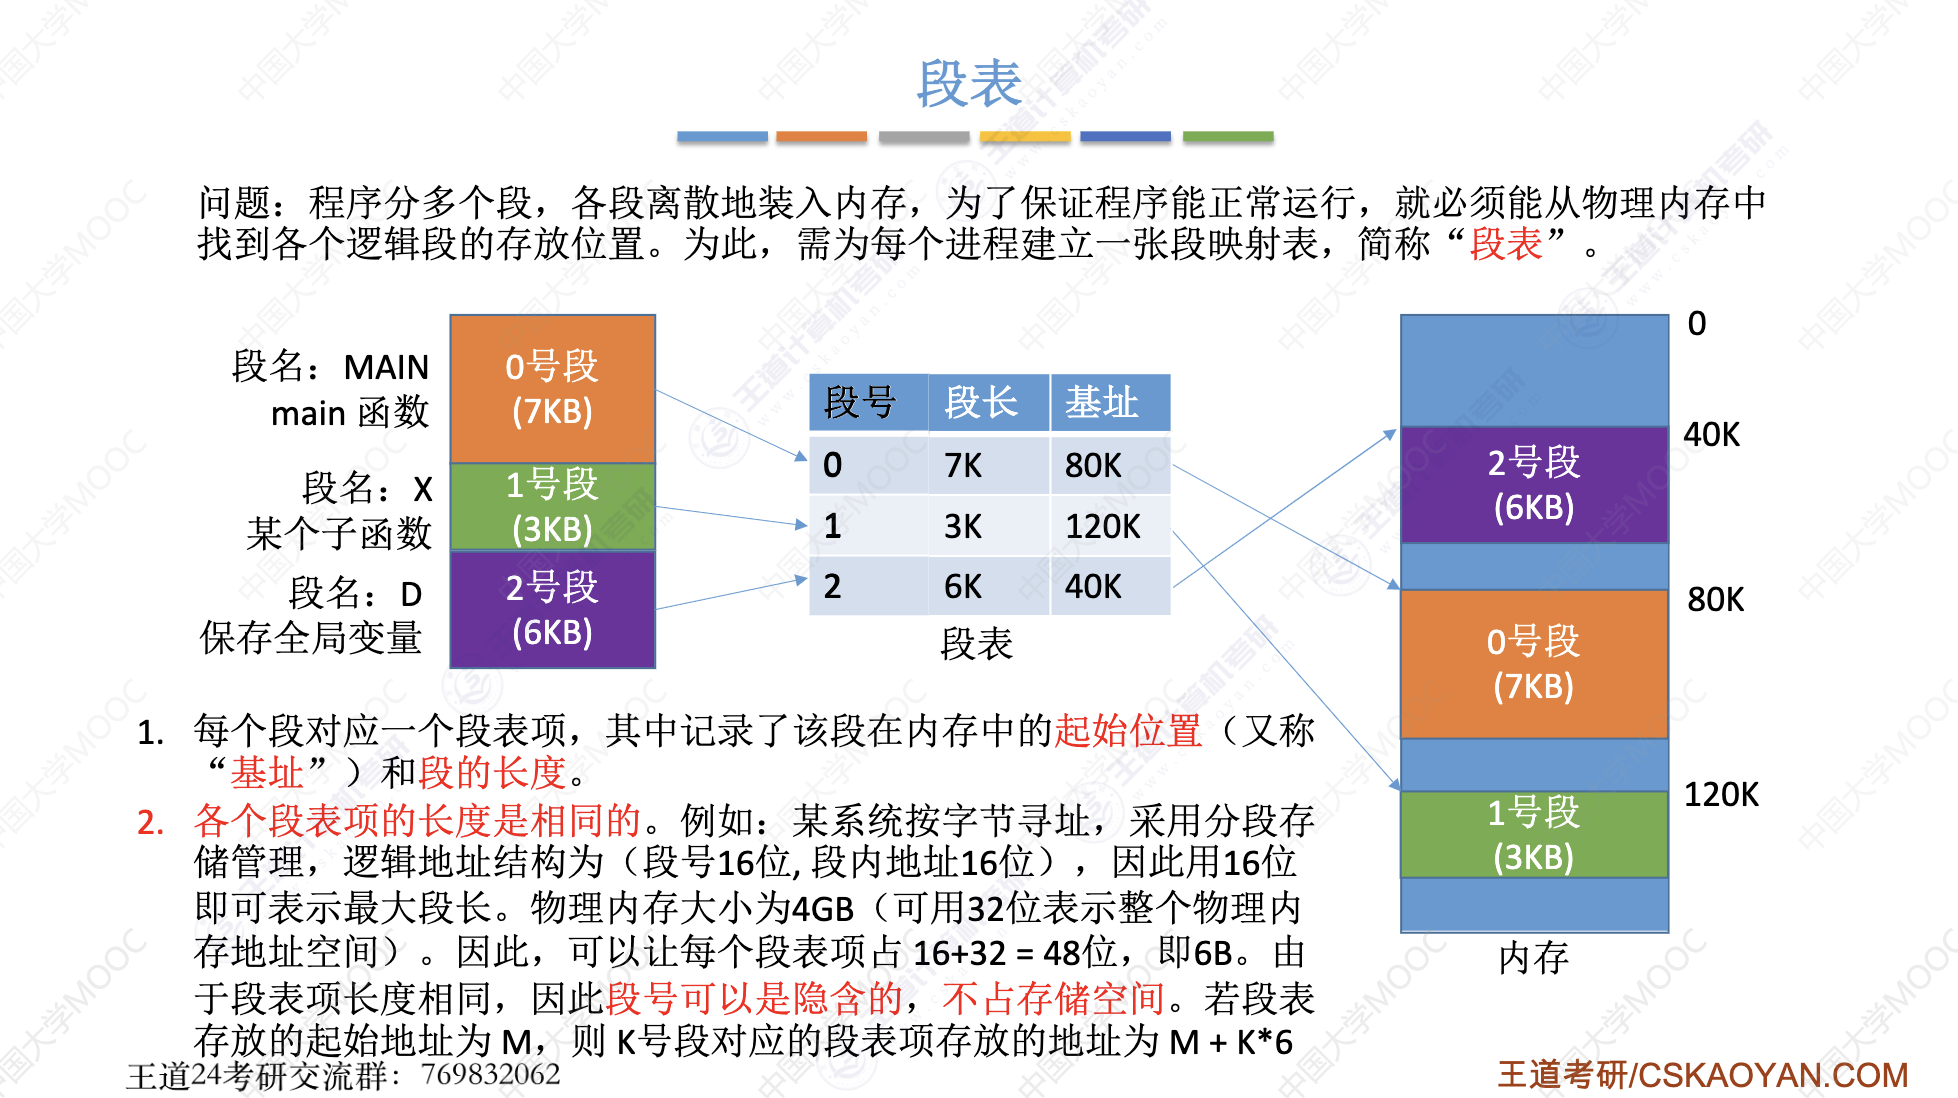 段表
问题：程序分多个段，各段离散地装入内存，为了保证程序能正常运行，就必须能从物理内存中
找到各个逻辑段的存放位置。为此，需为每个进程建立一张段映射表，简称“段表”。
段名：MAIN
main 函数
段名：X
某个子函数
段名：D
保存全局变量
0号段
(7KB)
1号段
(3KB)
2号段
(6KB)
段号 段长 基址
0 7K 80K
1 3K 120K
2 6K 40K
段表
0
40K
2号段
(6KB)
80K
0号段
(7KB)
120K
1号段
(3KB)
内存
1. 每个段对应一个段表项，其中记录了该段在内存中的起始位置（又称
“基址”）和段的长度。
2. 各个段表项的长度是相同的。例如：某系统按字节寻址，采用分段存
储管理，逻辑地址结构为（段号16位, 段内地址16位），因此用16位
即可表示最大段长。物理内存大小为4GB（可用32位表示整个物理内
存地址空间）。因此，可以让每个段表项占 16+32 = 48位，即6B。由
于段表项长度相同，因此段号可以是隐含的，不占存储空间。若段表
存放的起始地址为 M，则 K号段对应的段表项存放的地址为 M + K*6
王道24考研交流群：769832062
王道考研/CSKAOYAN.COM
中国大学MOOC
王道计算机考研
www.cskaoyan.com